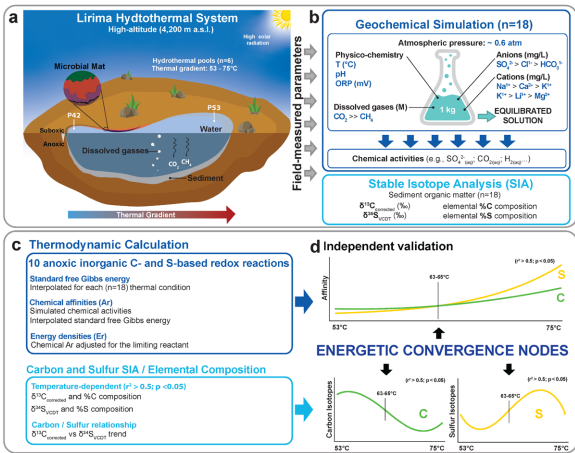 a
Lirima Hydtothermal System
High-altitude (4,200 m a.s.l.)
High solar
radiation
Hydrothermal pools (n=6)
Thermal gradient: 53 - 75°C
Microbial Mat
P42
P53
Suboxic
Anoxic
Water
Dissolved gases
CO₂
CH₄
Sediment
Thermal Gradient
Field-measured parameters
b
Geochemical Simulation (n=18)
Atmospheric pressure: ~ 0.6 atm
Physico-chemistry
T (°C)
pH
ORP (mV)
Dissolved gases (M)
CO₂ >> CH₄
1 kg
Anions (mg/L)
SO₄²⁻ > Cl¹⁻ > HCO₃⁰⁻
Cations (mg/L)
Na¹⁺ > Ca²⁺ > K¹⁺
K¹⁺ > Li¹⁺ > Mg²⁺
EQUILIBRATED
SOLUTION
Chemical activities (e.g., SO₄²⁻(aq); CO₂(aq); H₂(aq)...)
Stable Isotope Analysis (SIA)
Sediment organic matter (n=18)
δ¹³Ccorrected (‰) elemental %C composition
δ³⁴SVCDT (‰) elemental %S composition
c
Thermodynamic Calculation
10 anoxic inorganic C- and S-based redox reactions
Standard free Gibbs energy
Interpolated for each (n=18) thermal condition
Chemical affinities (Ar)
Simulated chemical activities
Interpolated standard free Gibbs energy
Energy densities (Er)
Chemical Ar adjusted for the limiting reactant
Carbon and Sulfur SIA / Elemental Composition
Temperature-dependent (r² > 0.5; p <0.05)
δ¹³Ccorrected and %C composition
δ³⁴SVCDT and %S composition
Carbon / Sulfur relationship
δ¹³Ccorrected vs δ³⁴SVCDT trend
d
Independent validation
(r² > 0.5; p < 0.05)
63-65°C
S
C
Affinity
53°C
75°C
ENERGETIC CONVERGENCE NODES
(r² > 0.5; p < 0.05)
63-65°C
C
Carbon Isotopes
53°C
75°C
(r² > 0.5; p < 0.05)
63-65°C
S
Sulfur Isotopes
53°C
75°C